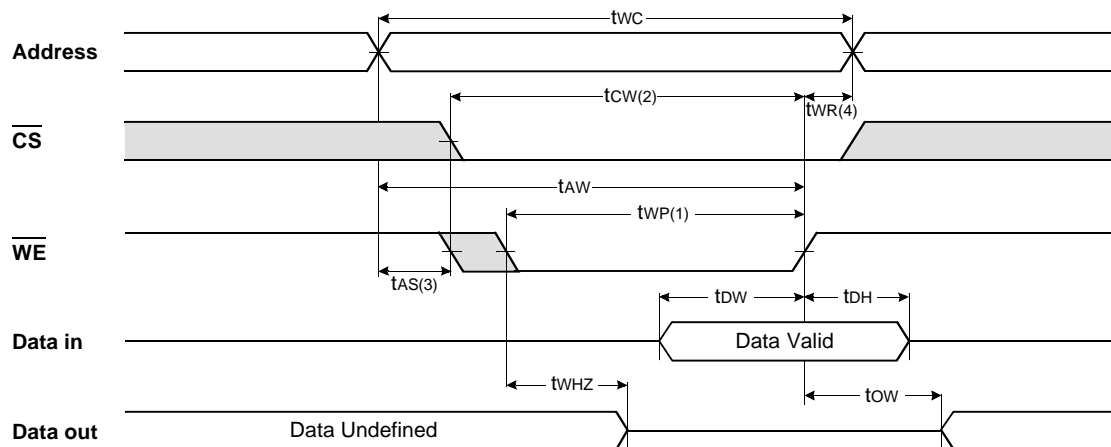 tWC
Address
tCW(2)
tWR(4)
CS
tAW
tWP(1)
WE
tAS(3)
tDW
tDH
Data in
Data Valid
tWHZ
tOW
Data out
Data Undefined